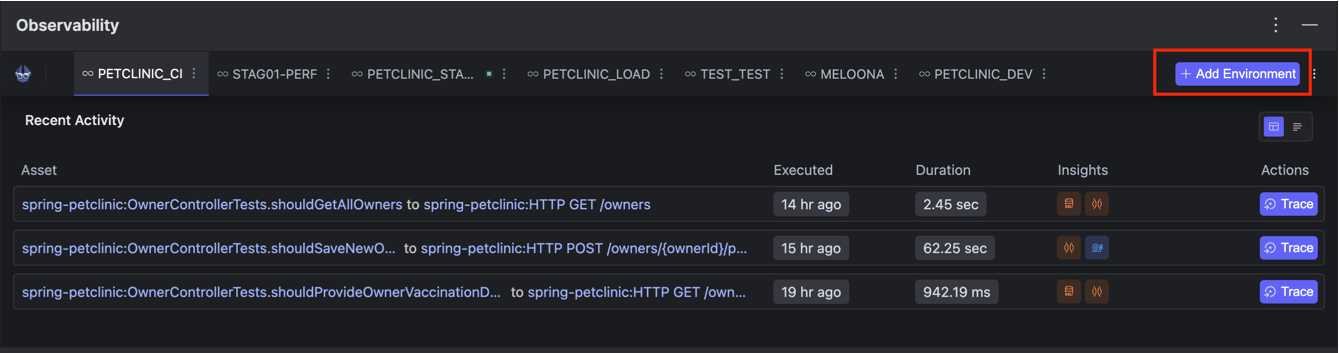 Observability
PETCLINIC_CI STAG01-PERF PETCLINIC_STA... PETCLINIC_LOAD TEST_TEST MELOONA PETCLINIC_DEV + Add Environment
Recent Activity
Asset Executed Duration Insights Actions
spring-petclinic:OwnerControllerTests.shouldGetAllOwners to spring-petclinic:HTTP GET /owners 14 hr ago 2.45 sec Trace
spring-petclinic:OwnerControllerTests.shouldSaveNewO... to spring-petclinic:HTTP POST /owners/{ownerId}/p... 15 hr ago 62.25 sec Trace
spring-petclinic:OwnerControllerTests.shouldProvideOwnerVaccinationD... to spring-petclinic:HTTP GET /own... 19 hr ago 942.19 ms Trace